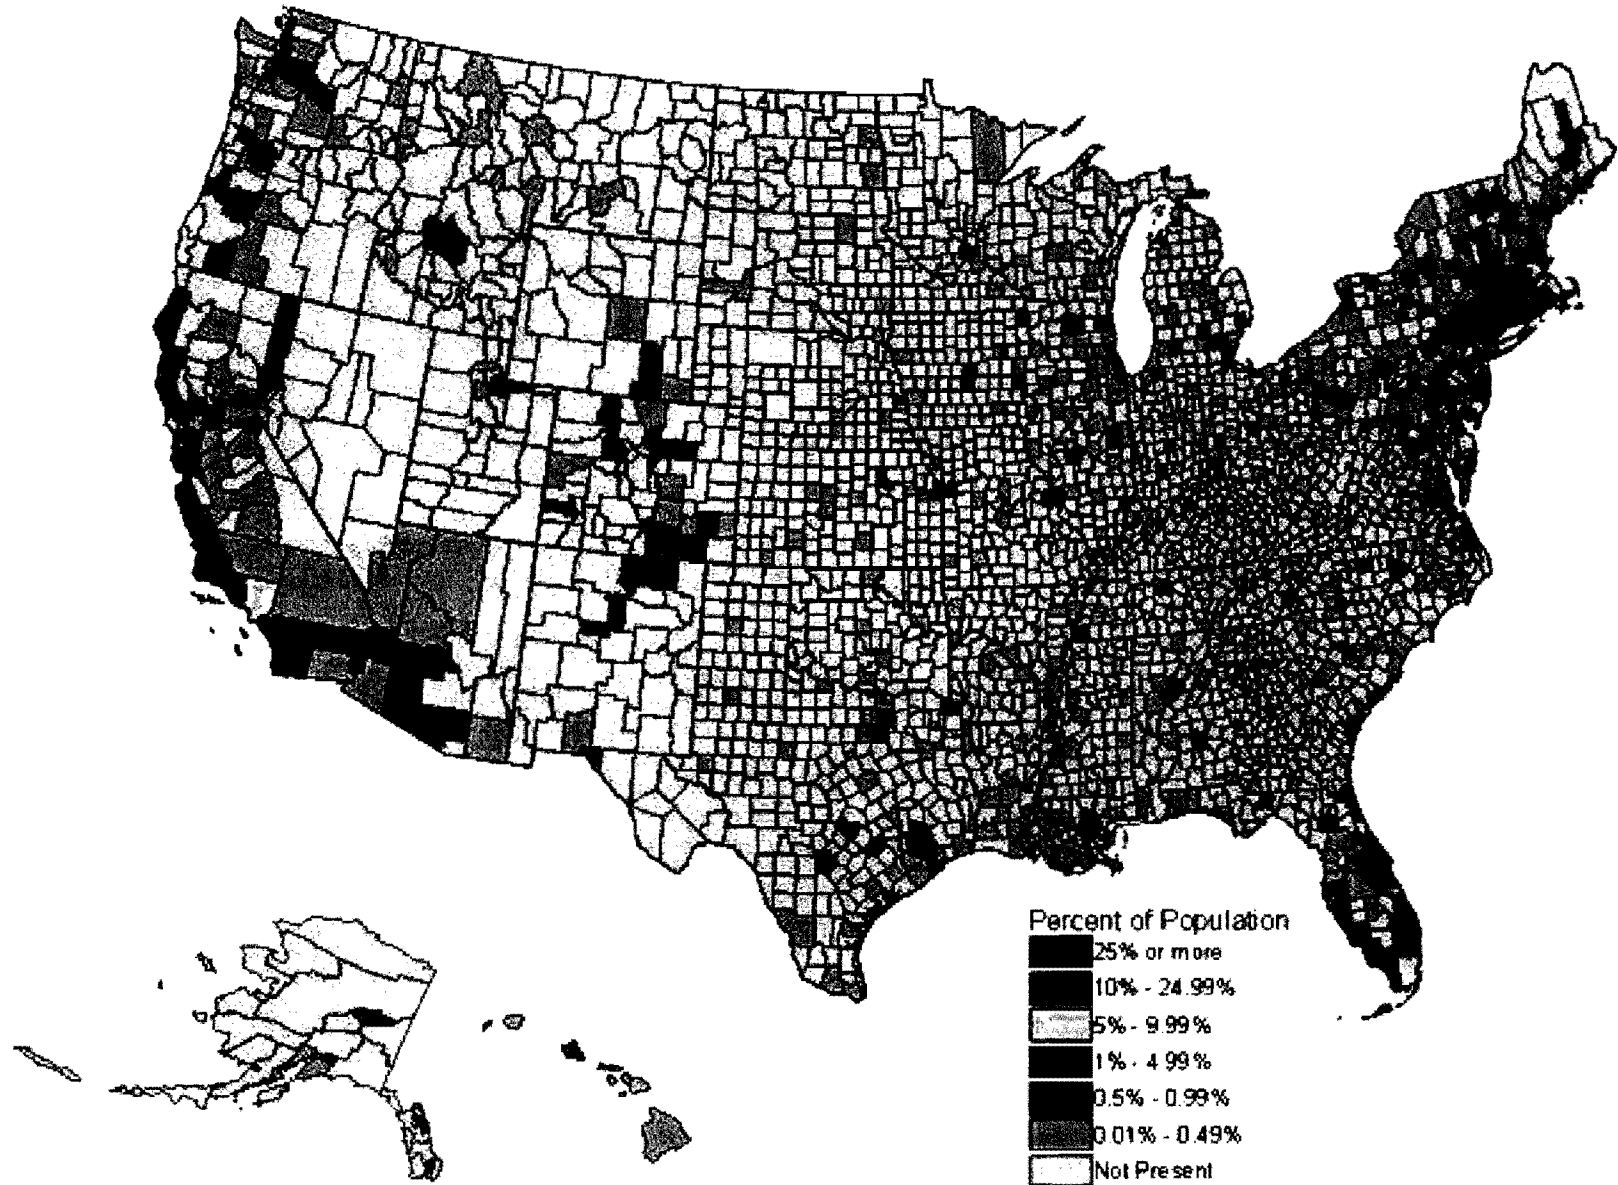 Percent of Population
25% or more
10% - 24.99%
5% - 9.99%
1% - 4.99%
0.5% - 0.99%
0.01% - 0.49%
Not Present